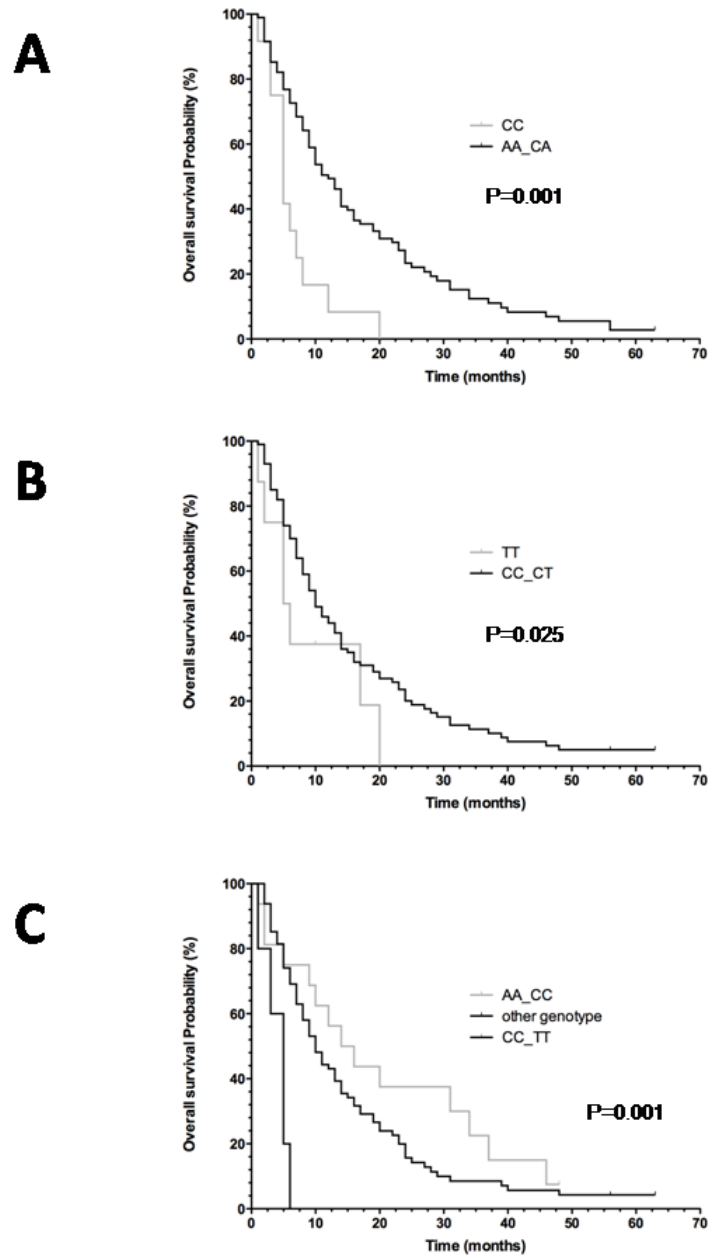 A
Overall survival Probability (%)
100
80
60
40
20
0
CC
AA_CA
P=0.001
0 10 20 30 40 50 60 70
Time (months)
B
Overall survival Probability (%)
100
80
60
40
20
0
TT
CC_CT
P=0.025
0 10 20 30 40 50 60 70
Time (months)
C
Overall survival Probability (%)
100
80
60
40
20
0
AA_CC
other genotype
CC_TT
P=0.001
0 10 20 30 40 50 60 70
Time (months)